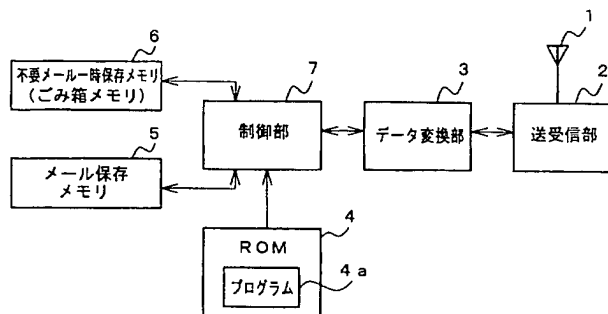 6
不要メール一時保存メモリ
(ごみ箱メモリ)
5
メール保存
メモリ
7
制御部
3
データ変換部
1
2
送受信部
4
ROM
プログラム
4a